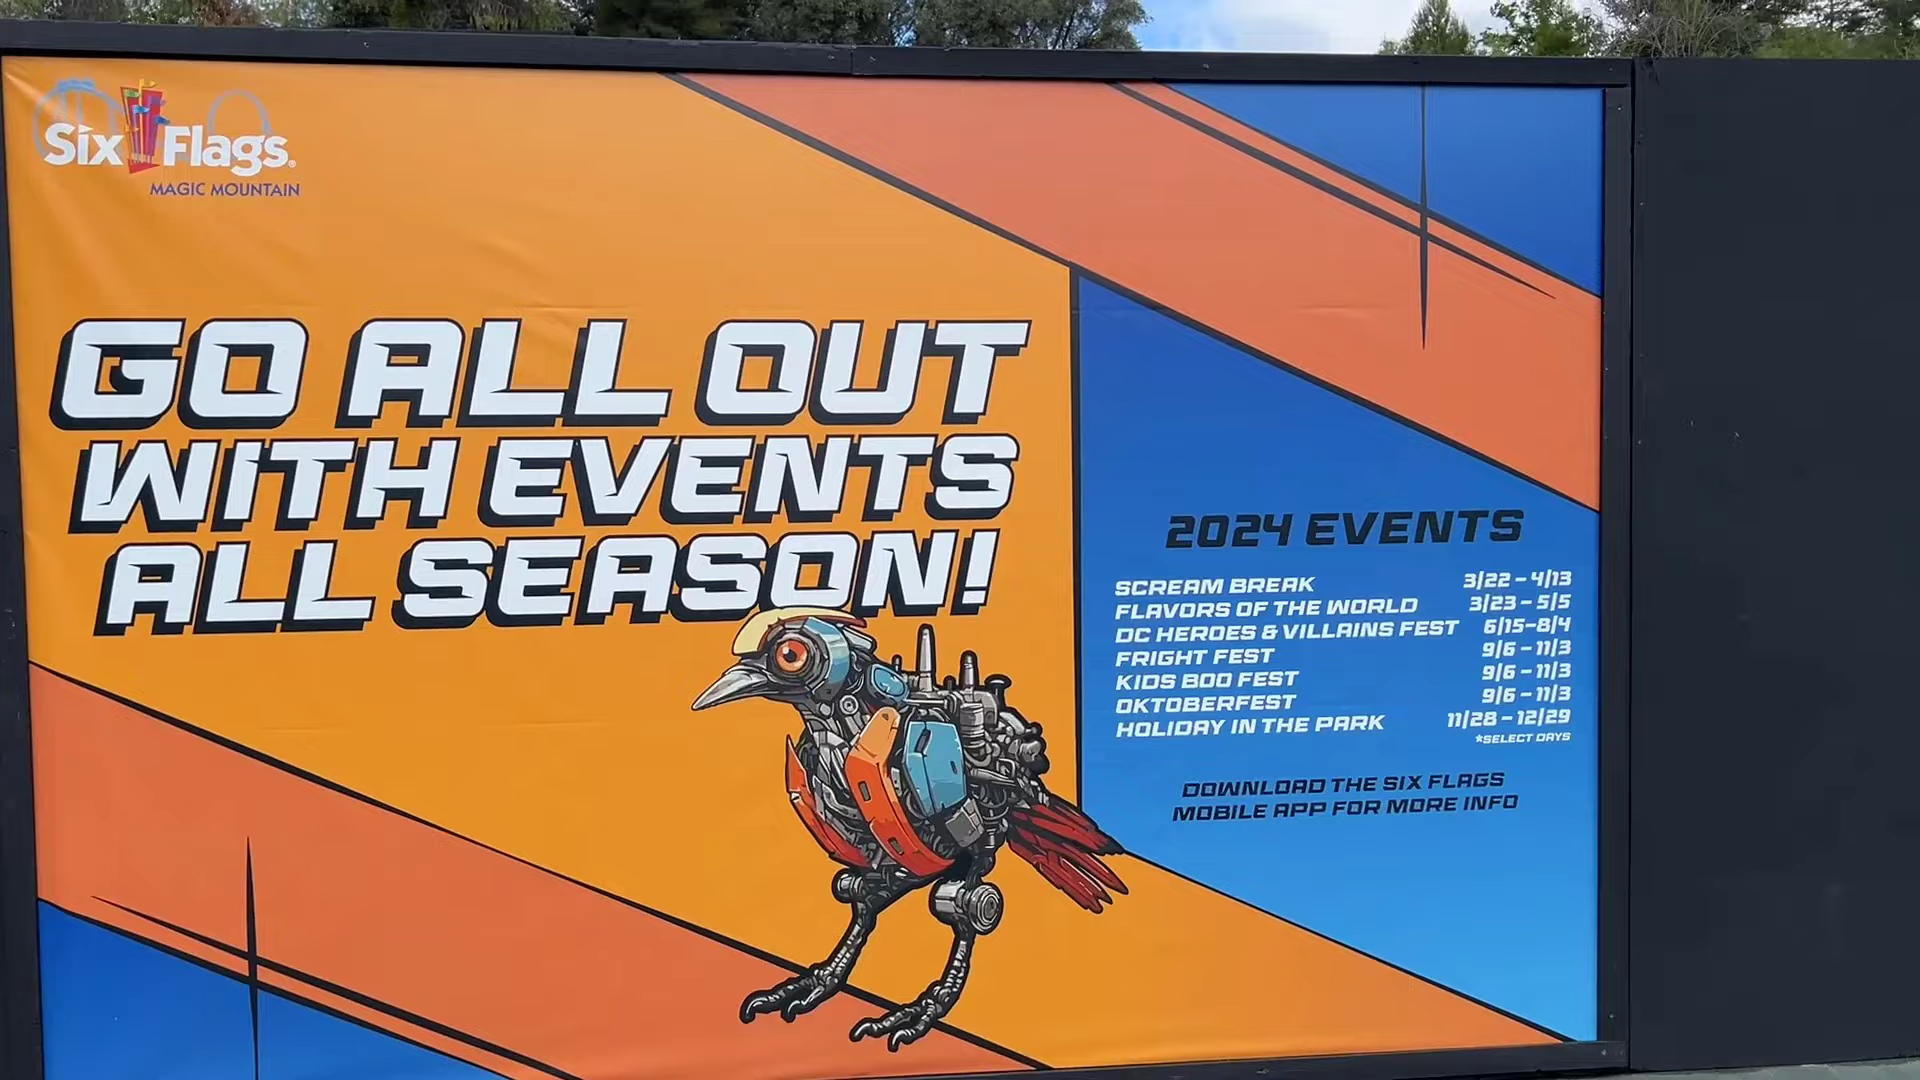 Six Flags®
MAGIC MOUNTAIN
GO ALL OUT
WITH EVENTS
ALL SEASON!
2024 EVENTS
SCREAM BREAK 3/22 – 4/13
FLAVORS OF THE WORLD 3/23 – 5/5
DC HEROES & VILLAINS FEST 6/15–8/4
FRIGHT FEST 9/6 – 11/3
KIDS BOO FEST 9/6 – 11/3
OKTOBERFEST 9/6 – 11/3
HOLIDAY IN THE PARK 11/28 – 12/29
*SELECT DAYS
DOWNLOAD THE SIX FLAGS
MOBILE APP FOR MORE INFO